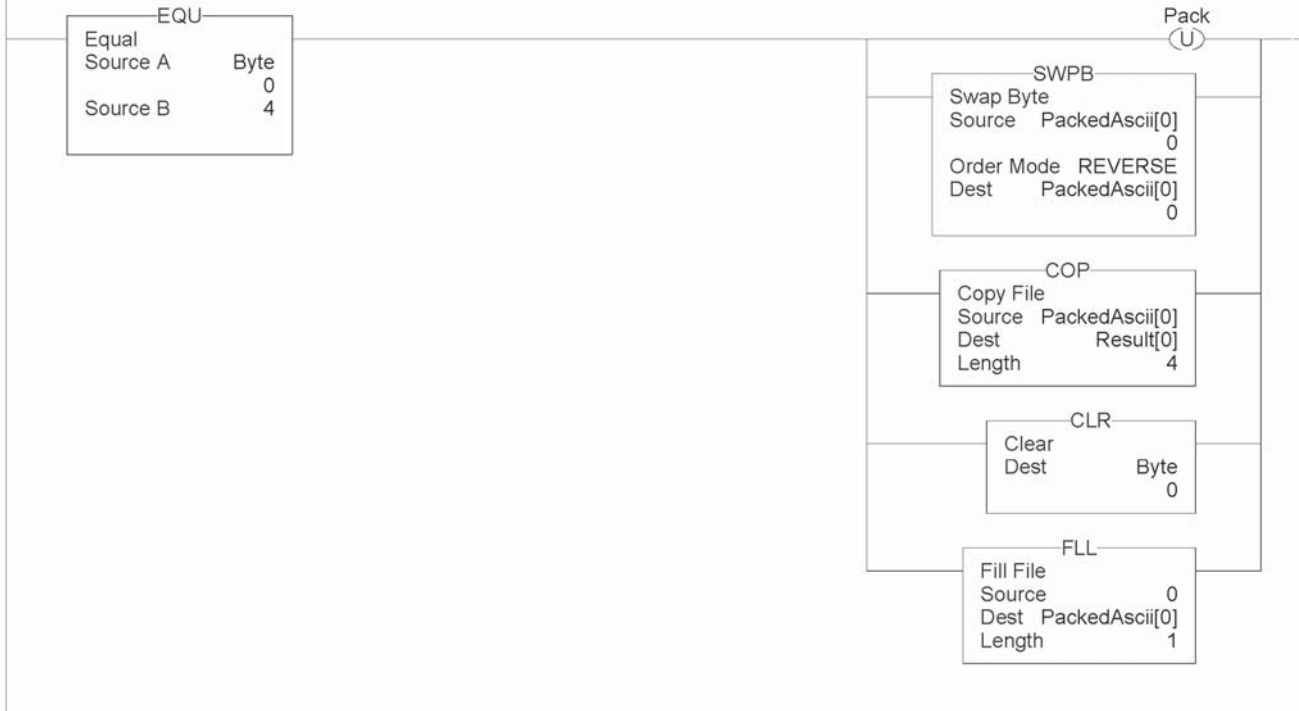 EQU
Equal
Source A Byte
0
Source B 4
Pack
U
SWPB
Swap Byte
Source PackedAscii[0]
0
Order Mode REVERSE
Dest PackedAscii[0]
0
COP
Copy File
Source PackedAscii[0]
Dest Result[0]
Length 4
CLR
Clear
Dest Byte
0
FLL
Fill File
Source 0
Dest PackedAscii[0]
Length 1